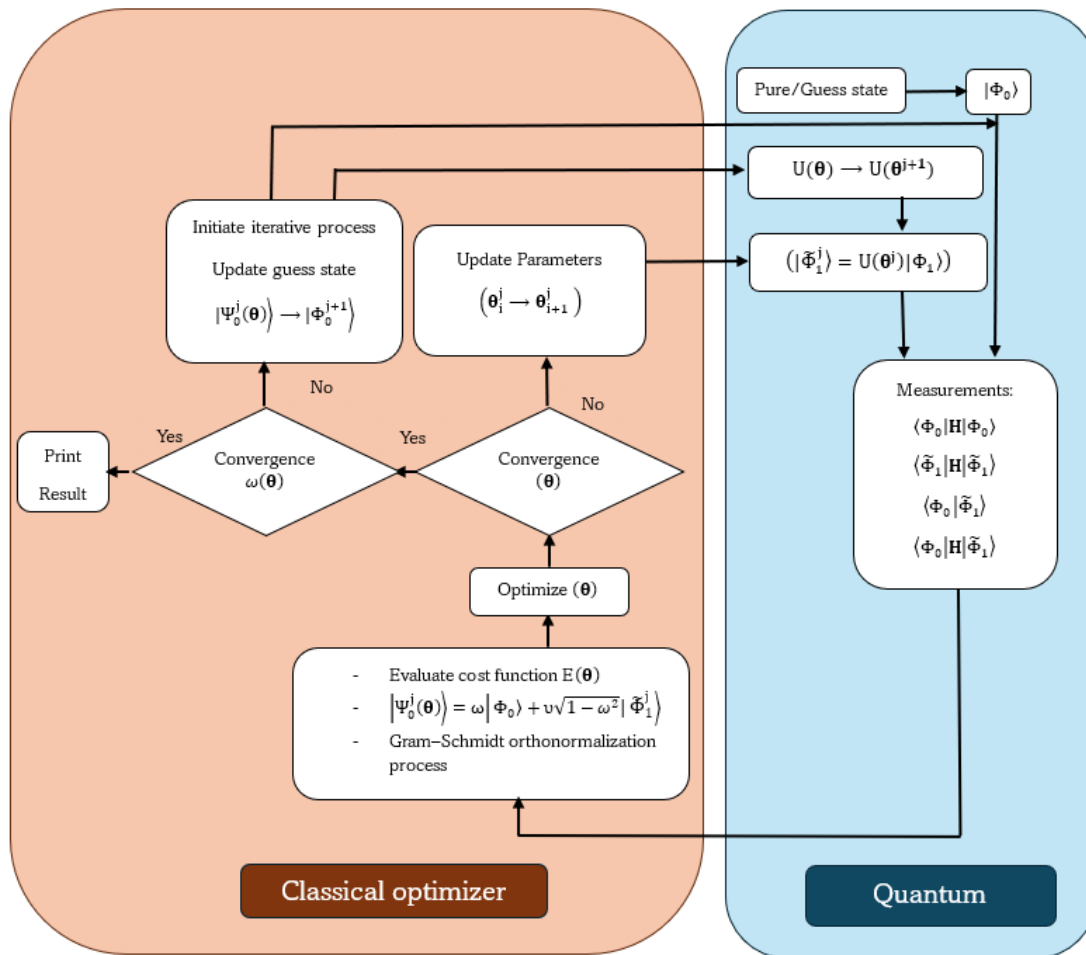 Pure/Guess state
|Φ₀⟩
U(θ) → U(θʲ⁺¹)
Initiate iterative process
Update guess state
|Ψ₀ʲ(θ)⟩ → |Φ₀ʲ⁺¹⟩
Update Parameters
(θᵢʲ → θᵢ₊₁ʲ)
(|Φ̃₁ʲ⟩ = U(θʲ)|Φ₁⟩)
Measurements:
⟨Φ₀|H|Φ₀⟩
⟨Φ̃₁|H|Φ̃₁⟩
⟨Φ₀|Φ̃₁⟩
⟨Φ₀|H|Φ̃₁⟩
No
No
Yes
Yes
Print
Result
Convergence
ω(θ)
Convergence
(θ)
Optimize (θ)
- Evaluate cost function E(θ)
- |Ψ₀ʲ(θ)⟩ = ω|Φ₀⟩ + υ√1 − ω²|Φ̃₁ʲ⟩
- Gram–Schmidt orthonormalization
process
Classical optimizer
Quantum